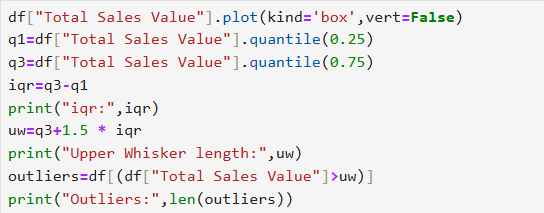 df["Total Sales Value"].plot(kind='box',vert=False)
q1=df["Total Sales Value"].quantile(0.25)
q3=df["Total Sales Value"].quantile(0.75)
iqr=q3-q1
print("iqr:",iqr)
uw=q3+1.5 * iqr
print("Upper Whisker length:",uw)
outliers=df[(df["Total Sales Value"]>uw)]
print("Outliers:",len(outliers))